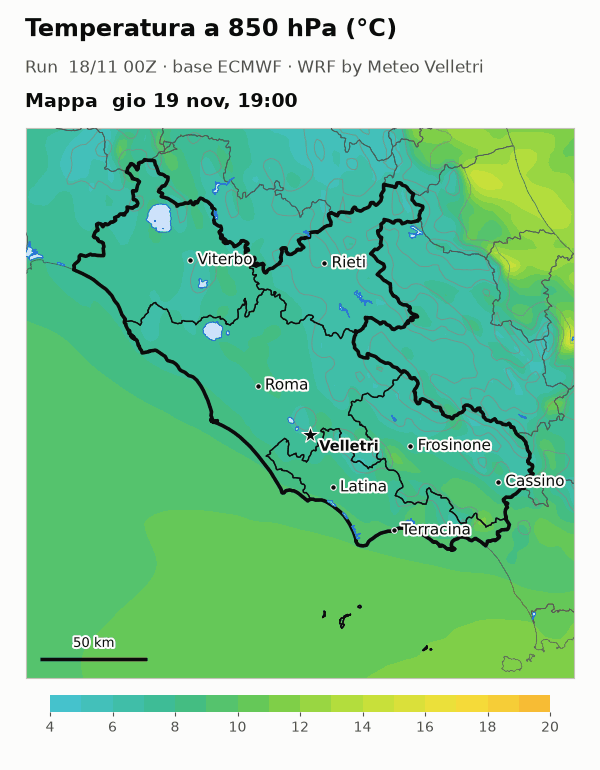 Temperatura a 850 hPa (°C)
Run  18/11 00Z · base ECMWF · WRF by Meteo Velletri
Mappa  gio 19 nov, 19:00
Viterbo
Rieti
Roma
Velletri
Frosinone
Latina
Cassino
Terracina
50 km
4 6 8 10 12 14 16 18 20